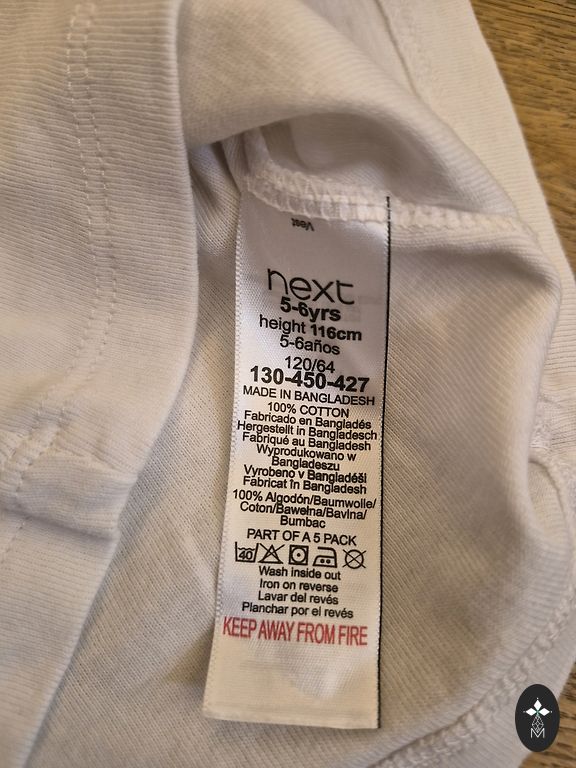 Vest
next
5-6yrs
height 116cm
5-6años
120/64
130-450-427
MADE IN BANGLADESH
100% COTTON
Fabricado en Bangladés
Hergestellt in Bangladesch
Fabriqué au Bangladesh
Wyprodukowano w
Bangladeszu
Vyrobeno v Bangladéši
Fabricat în Bangladesh
100% Algodón/Baumwolle/
Coton/Bawełna/Bavlna/
Bumbac
PART OF A 5 PACK
40
Wash inside out
Iron on reverse
Lavar del revés
Planchar por el revés
KEEP AWAY FROM FIRE
M